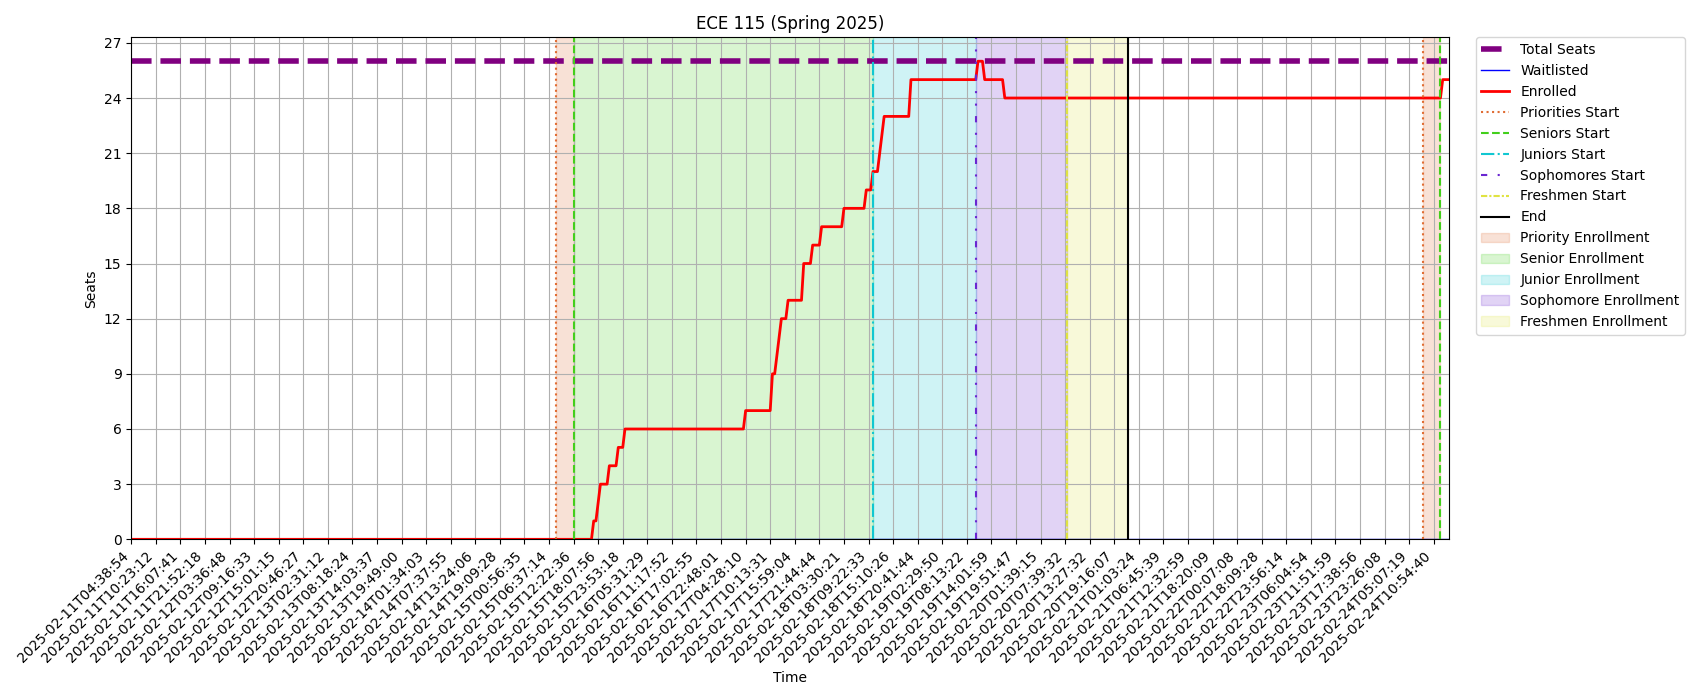 ECE 115 (Spring 2025)
27
24
21
18
15
12
9
6
3
0
Seats
2025-02-11T04:38:54
2025-02-11T10:23:12
2025-02-11T16:07:41
2025-02-11T21:52:18
2025-02-12T03:36:48
2025-02-12T09:16:33
2025-02-12T15:01:15
2025-02-12T20:46:27
2025-02-13T02:31:12
2025-02-13T08:18:24
2025-02-13T14:03:37
2025-02-13T19:49:00
2025-02-14T01:34:03
2025-02-14T07:37:55
2025-02-14T13:24:06
2025-02-14T19:09:28
2025-02-15T00:56:35
2025-02-15T06:37:14
2025-02-15T12:22:36
2025-02-15T18:07:56
2025-02-15T23:53:18
2025-02-16T05:31:29
2025-02-16T11:17:52
2025-02-16T17:02:55
2025-02-16T22:48:01
2025-02-17T04:28:10
2025-02-17T10:13:31
2025-02-17T15:59:04
2025-02-17T21:44:44
2025-02-18T03:30:21
2025-02-18T09:22:33
2025-02-18T15:10:26
2025-02-18T20:41:44
2025-02-19T02:29:50
2025-02-19T08:13:22
2025-02-19T14:01:59
2025-02-19T19:51:47
2025-02-20T01:39:15
2025-02-20T07:39:32
2025-02-20T13:27:32
2025-02-20T19:16:07
2025-02-21T01:03:24
2025-02-21T06:45:39
2025-02-21T12:32:59
2025-02-21T18:20:09
2025-02-22T00:07:08
2025-02-22T18:09:28
2025-02-22T23:56:14
2025-02-23T06:04:54
2025-02-23T11:51:59
2025-02-23T17:38:56
2025-02-23T23:26:08
2025-02-24T05:07:19
2025-02-24T10:54:40
Time
Total Seats
Waitlisted
Enrolled
Priorities Start
Seniors Start
Juniors Start
Sophomores Start
Freshmen Start
End
Priority Enrollment
Senior Enrollment
Junior Enrollment
Sophomore Enrollment
Freshmen Enrollment